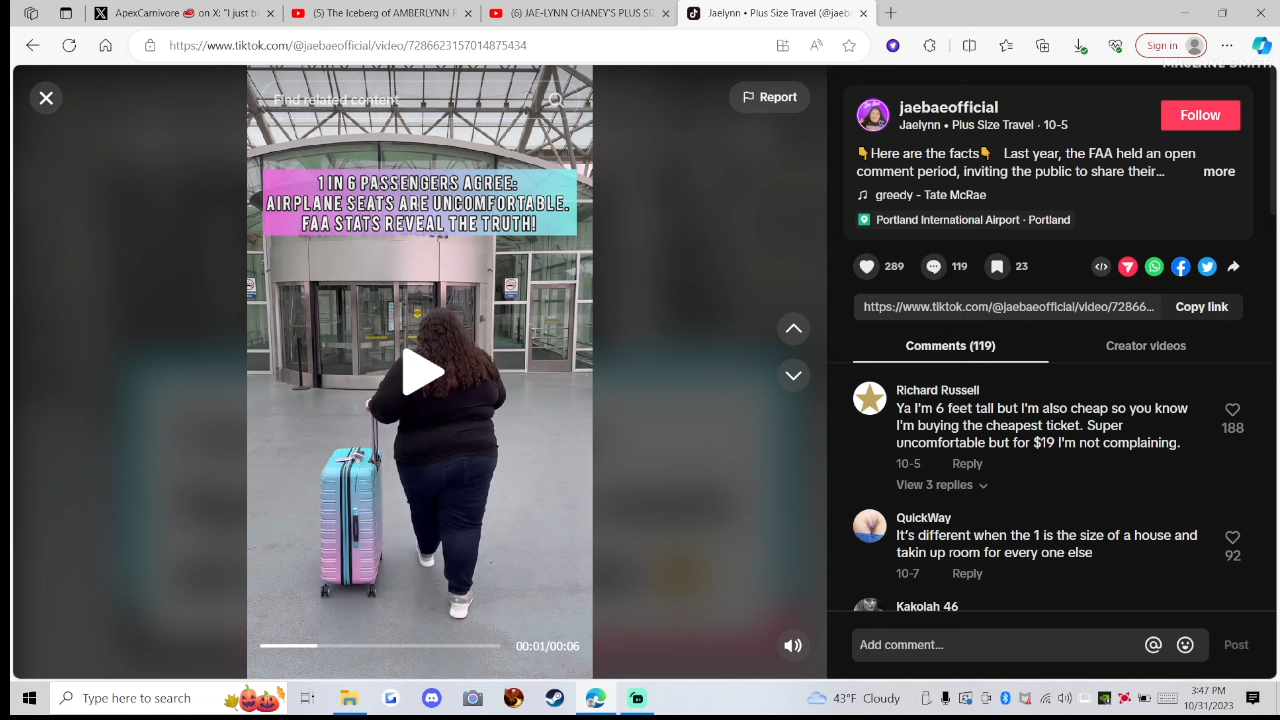 ApexCarnivore 🥩 on X: "I just be
(5) The Iceberg of AMBERLYNN R
(6) JAE-LYNN CHANEY'S PLUS SIZ
Jaelynn • Plus Size Travel (@jaeb
https://www.tiktok.com/@jaebaeofficial/video/7286623157014875434
Sign in
Find related content
Report
1 IN 6 PASSENGERS AGREE:
AIRPLANE SEATS ARE UNCOMFORTABLE.
FAA STATS REVEAL THE TRUTH!
00:01/00:06
jaebaeofficial
Jaelynn • Plus Size Travel · 10-5
Follow
👇Here are the facts👇 Last year, the FAA held an open
comment period, inviting the public to share their... more
♫ greedy - Tate McRae
Portland International Airport · Portland
289 119 23
https://www.tiktok.com/@jaebaeofficial/video/72866... Copy link
Comments (119) Creator videos
Richard Russell
Ya I'm 6 feet tall but I'm also cheap so you know
I'm buying the cheapest ticket. Super
uncomfortable but for $19 I'm not complaining.
188
10-5 Reply
View 3 replies
QuickWay
It's different when the 1 is the size of a house and
takin up room for every one else
92
10-7 Reply
Kakolah 46
Add comment... Post
Type here to search
43°F Cloudy
3:47 PM
10/31/2023